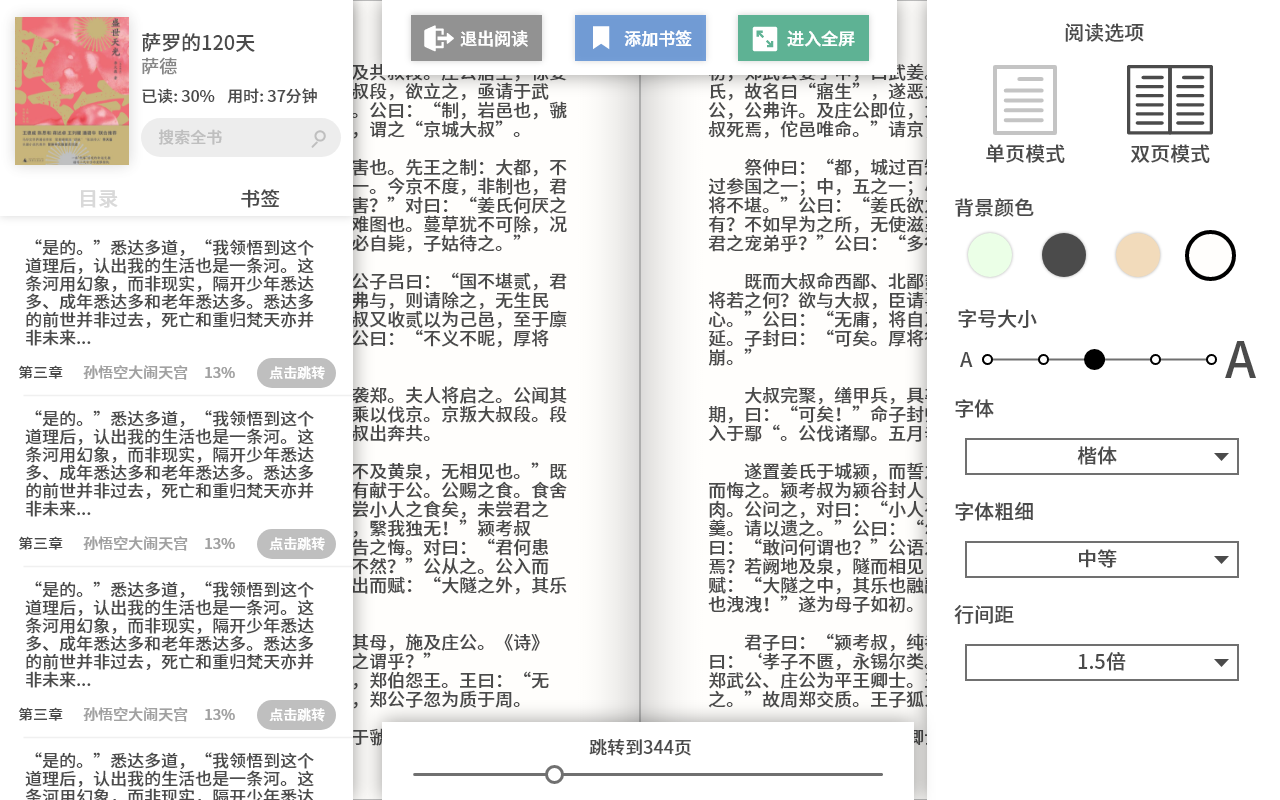 盛世天光
萨罗的120天
萨德
已读: 30% 用时: 37分钟
搜索全书
目录 书签
“是的。”悉达多道，“我领悟到这个
道理后，认出我的生活也是一条河。这
条河用幻象，而非现实，隔开少年悉达
多、成年悉达多和老年悉达多。悉达多
的前世并非过去，死亡和重归梵天亦并
非未来...
第三章 孙悟空大闹天宫 13% 点击跳转
“是的。”悉达多道，“我领悟到这个
道理后，认出我的生活也是一条河。这
条河用幻象，而非现实，隔开少年悉达
多、成年悉达多和老年悉达多。悉达多
的前世并非过去，死亡和重归梵天亦并
非未来...
第三章 孙悟空大闹天宫 13% 点击跳转
“是的。”悉达多道，“我领悟到这个
道理后，认出我的生活也是一条河。这
条河用幻象，而非现实，隔开少年悉达
多、成年悉达多和老年悉达多。悉达多
的前世并非过去，死亡和重归梵天亦并
非未来...
第三章 孙悟空大闹天宫 13% 点击跳转
“是的。”悉达多道，“我领悟到这个
道理后，认出我的生活也是一条河。这
条河用幻象，而非现实，隔开少年悉达
退出阅读 添加书签 进入全屏
叔段，欲立之，亟请于武
。公曰：“制，岩邑也，虢
，谓之“京城大叔”。
害也。先王之制：大都，不
一。今京不度，非制也，君
害？”对曰：“姜氏何厌之
难图也。蔓草犹不可除，况
必自毙，子姑待之。”
公子吕曰：“国不堪贰，君
弗与，则请除之，无生民
叔又收贰以为己邑，至于廪
公曰：“不义不昵，厚将
袭郑。夫人将启之。公闻其
乘以伐京。京叛大叔段。段
叔出奔共。
不及黄泉，无相见也。”既
有献于公。公赐之食。食舍
尝小人之食矣，未尝君之
，繄我独无！”颍考叔
告之悔。对曰：“君何患
不然？”公从之。公入而
出而赋：“大隧之外，其乐
其母，施及庄公。《诗》
之谓乎？”
，郑伯怨王。王曰：“无
，郑公子忽为质于周。
于虢
氏，故名曰“寤生”，遂恶
公，公弗许。及庄公即位，
叔死焉，佗邑唯命。”请京
祭仲曰：“都，城过百
过参国之一；中，五之一；
将不堪。”公曰：“姜氏欲
有？不如早为之所，无使滋
君之宠弟乎？”公曰：“多
既而大叔命西鄙、北鄙
将若之何？欲与大叔，臣请
心。”公曰：“无庸，将自
延。子封曰：“可矣。厚将
崩。”
大叔完聚，缮甲兵，具
期，曰：“可矣！”命子封
入于鄢“。公伐诸鄢。五月
遂置姜氏于城颍，而誓
而悔之。颍考叔为颍谷封人
肉。公问之，对曰：“小人
羹。请以遗之。”公曰：“
曰：“敢问何谓也？”公语
焉？若阙地及泉，隧而相见
赋：“大隧之中，其乐也融
也洩洩！”遂为母子如初。
君子曰：“颍考叔，纯
曰：‘孝子不匮，永锡尔类
郑武公、庄公为平王卿士。
之。”故周郑交质。王子狐
跳转到344页
阅读选项
单页模式 双页模式
背景颜色
字号大小
A A
字体
楷体
字体粗细
中等
行间距
1.5倍